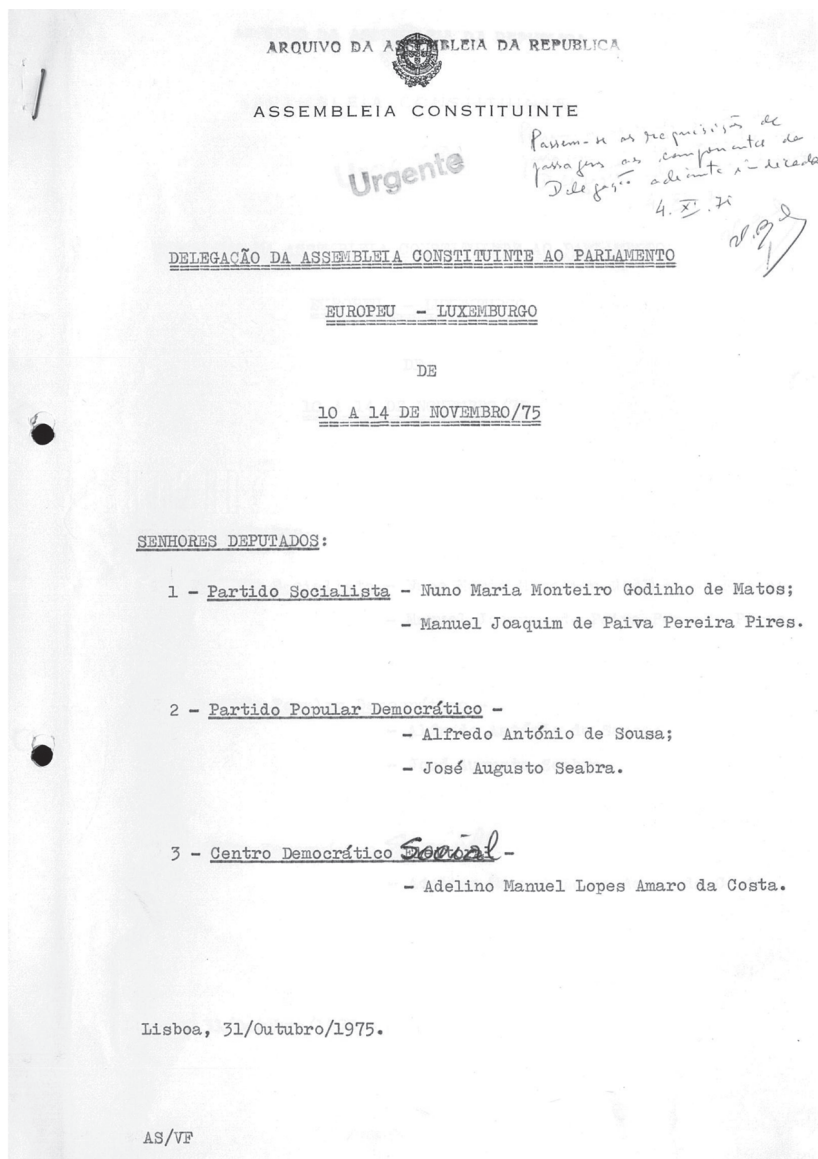 ARQUIVO DA ASSEMBLEIA DA REPUBLICA
ASSEMBLEIA CONSTITUINTE
Urgente
Passem-se as requisições de
passagens aos componentes da
Delegação adiante indicada
4.XI.75
DELEGAÇÃO DA ASSEMBLEIA CONSTITUINTE AO PARLAMENTO
EUROPEU - LUXEMBURGO
DE
10 A 14 DE NOVEMBRO/75
SENHORES DEPUTADOS:
1 - Partido Socialista - Nuno Maria Monteiro Godinho de Matos;
- Manuel Joaquim de Paiva Pereira Pires.
2 - Partido Popular Democrático -
- Alfredo António de Sousa;
- José Augusto Seabra.
3 - Centro Democrático Social -
- Adelino Manuel Lopes Amaro da Costa.
Lisboa, 31/Outubro/1975.
AS/VF